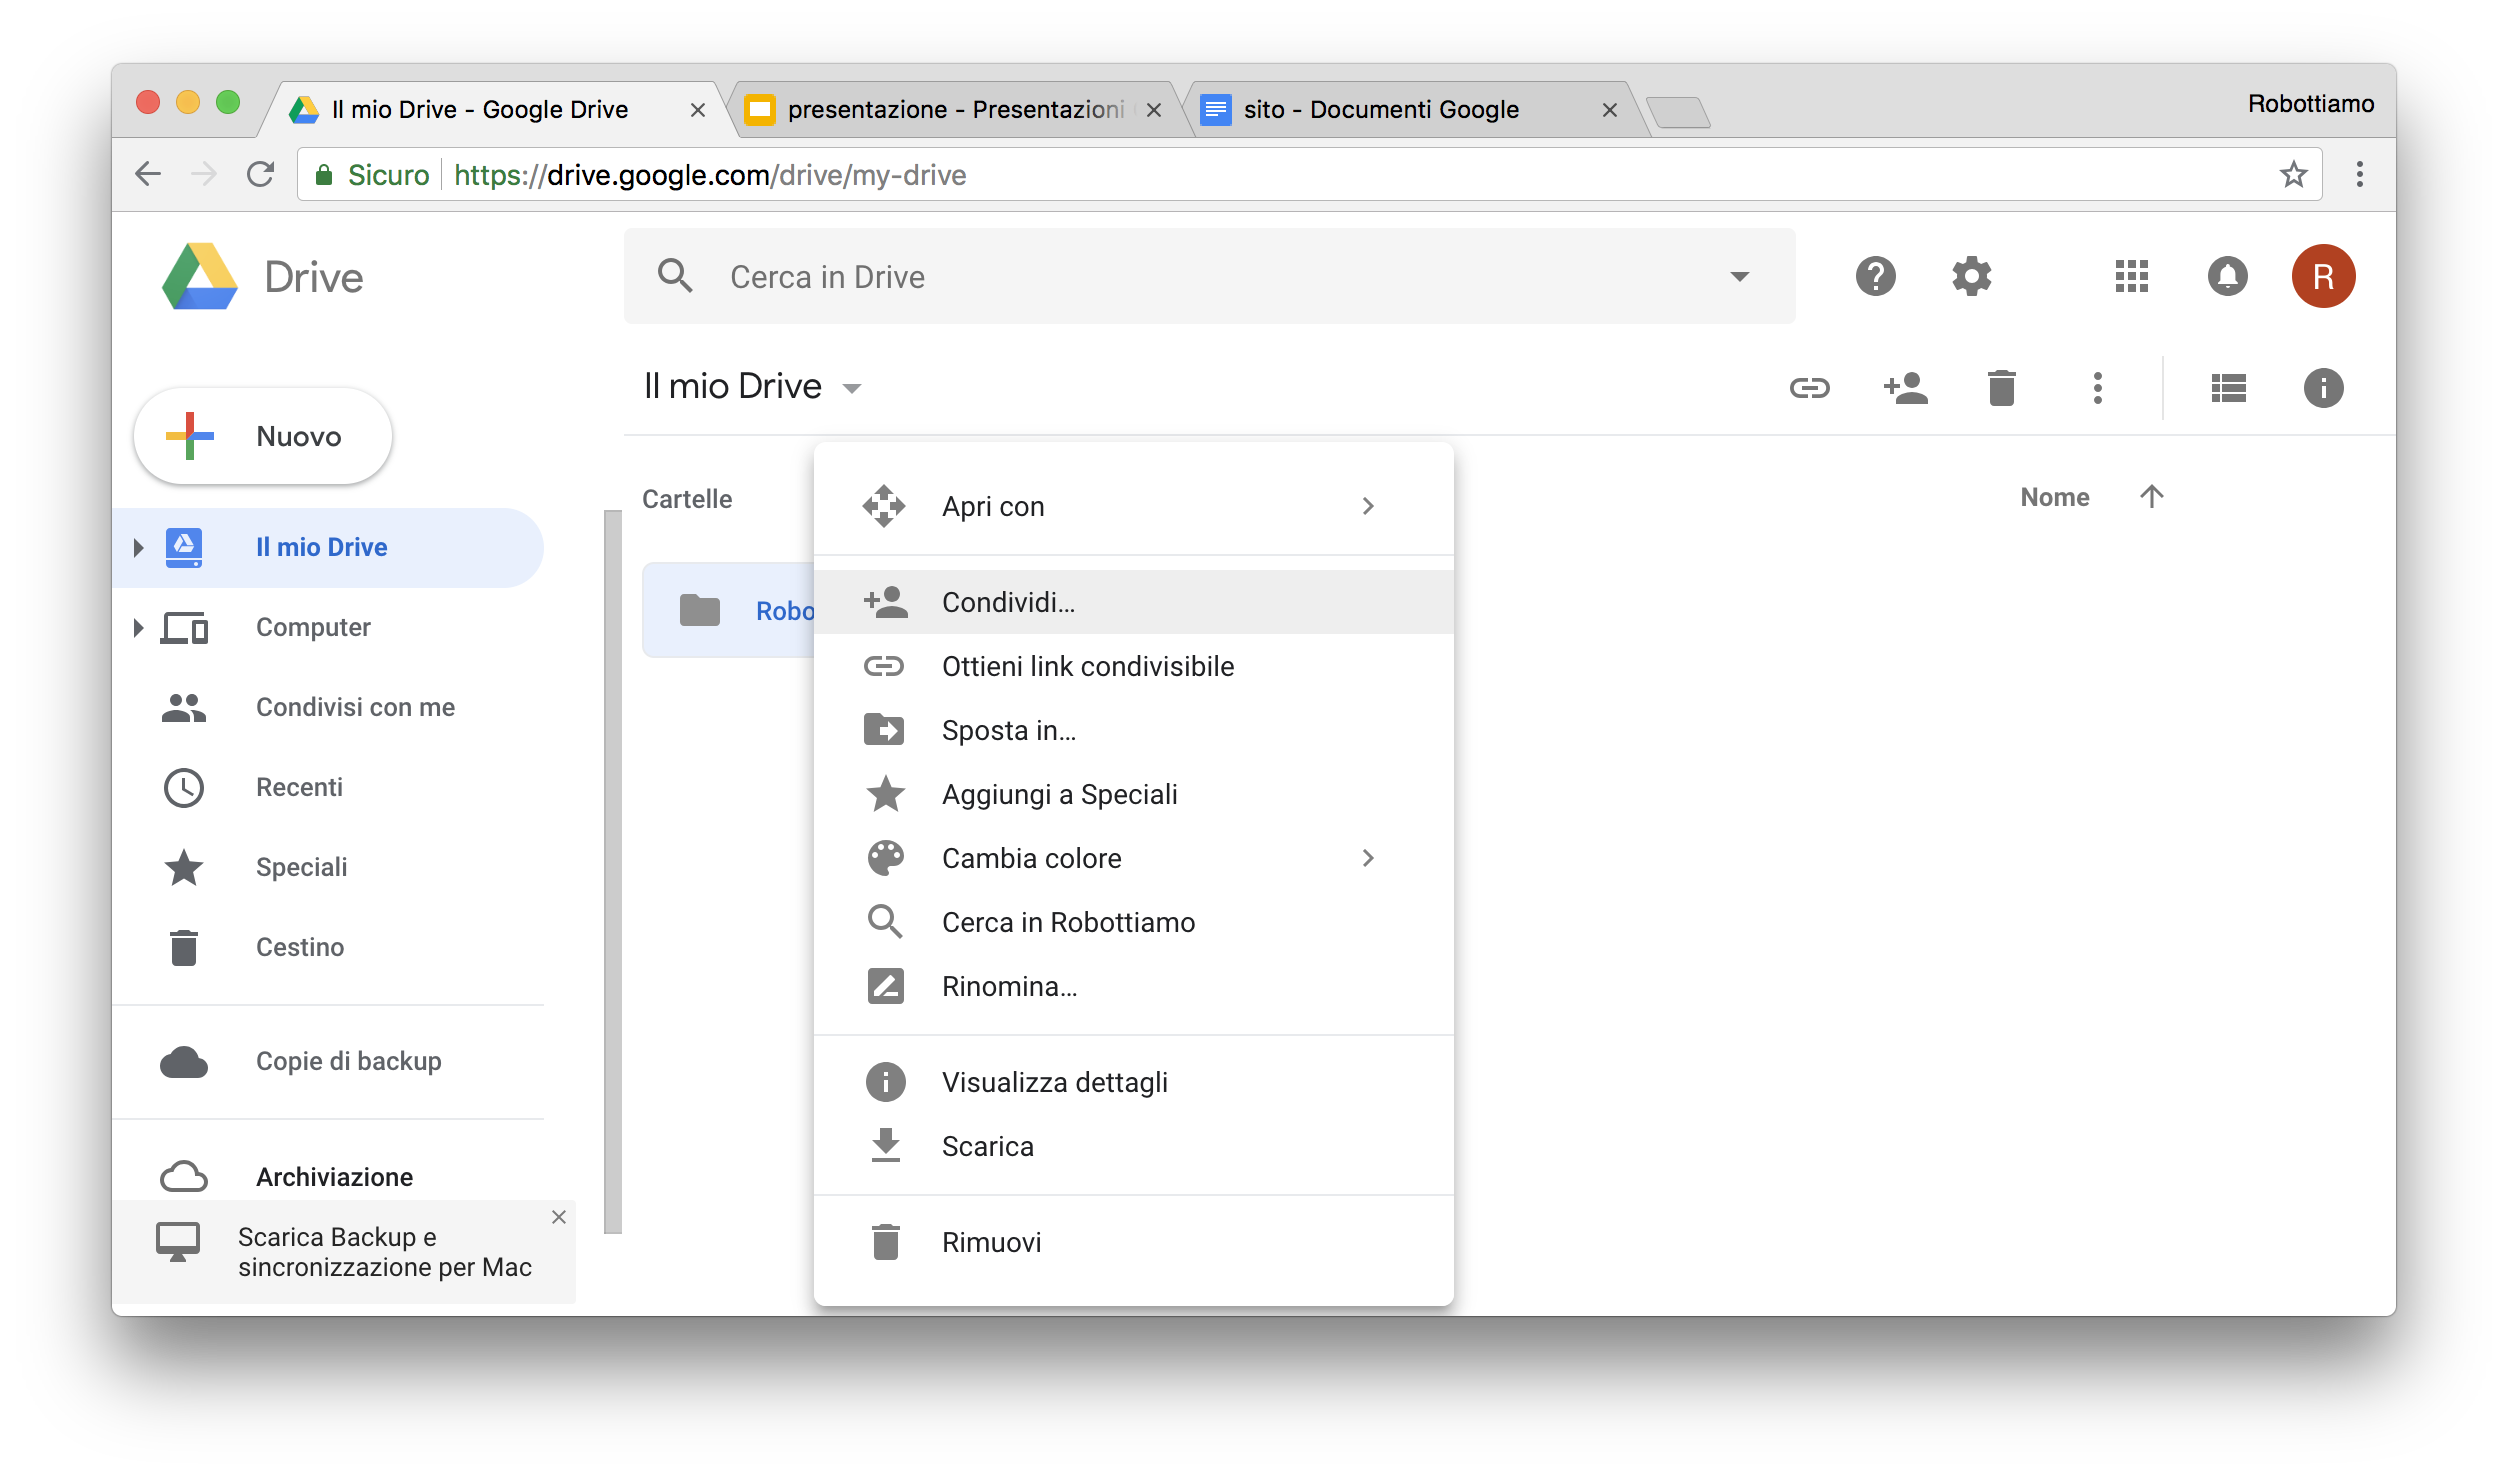 Il mio Drive - Google Drive
presentazione - Presentazioni
sito - Documenti Google
Robottiamo
Sicuro
https://drive.google.com/drive/my-drive
Drive
Cerca in Drive
R
Il mio Drive
Nuovo
Cartelle
Nome
Il mio Drive
Computer
Condivisi con me
Recenti
Speciali
Cestino
Copie di backup
Archiviazione
Scarica Backup e
sincronizzazione per Mac
Robo
Apri con
Condividi...
Ottieni link condivisibile
Sposta in...
Aggiungi a Speciali
Cambia colore
Cerca in Robottiamo
Rinomina...
Visualizza dettagli
Scarica
Rimuovi